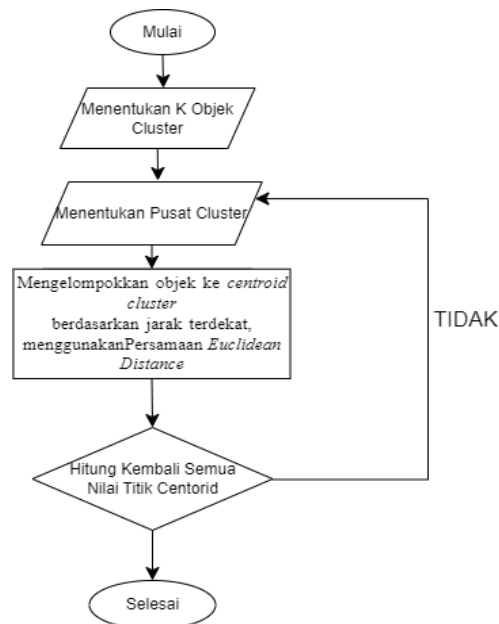 Mulai
Menentukan K Objek
Cluster
Menentukan Pusat Cluster
Mengelompokkan objek ke centroid
cluster
berdasarkan jarak terdekat,
menggunakanPersamaan Euclidean
Distance
TIDAK
Hitung Kembali Semua
Nilai Titik Centorid
Selesai